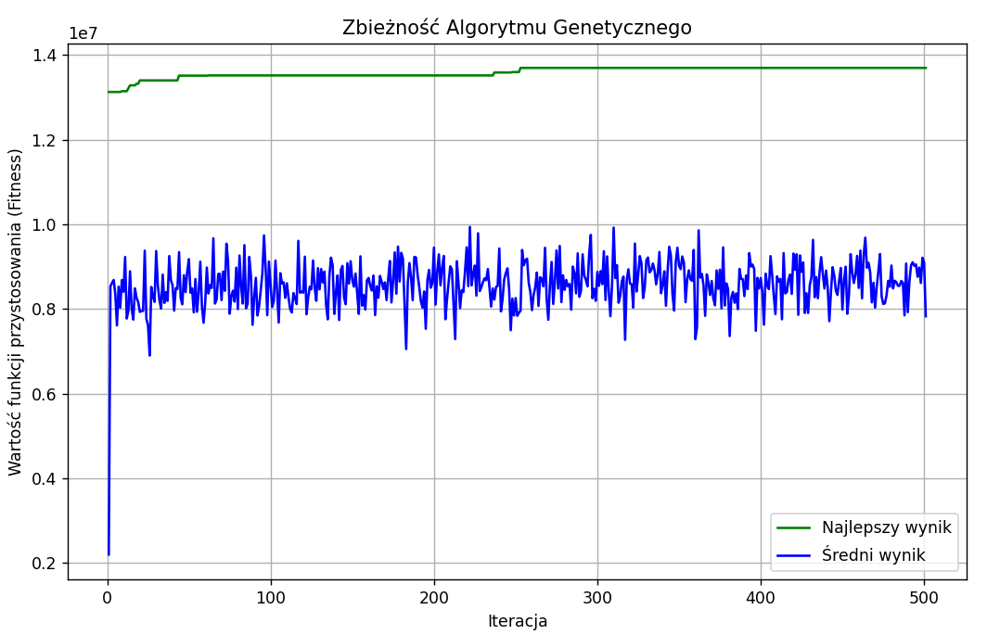 Zbieżność Algorytmu Genetycznego
1e7
1.4
1.2
1.0
0.8
0.6
0.4
0.2
Wartość funkcji przystosowania (Fitness)
0
100
200
300
400
500
Iteracja
Najlepszy wynik
Średni wynik